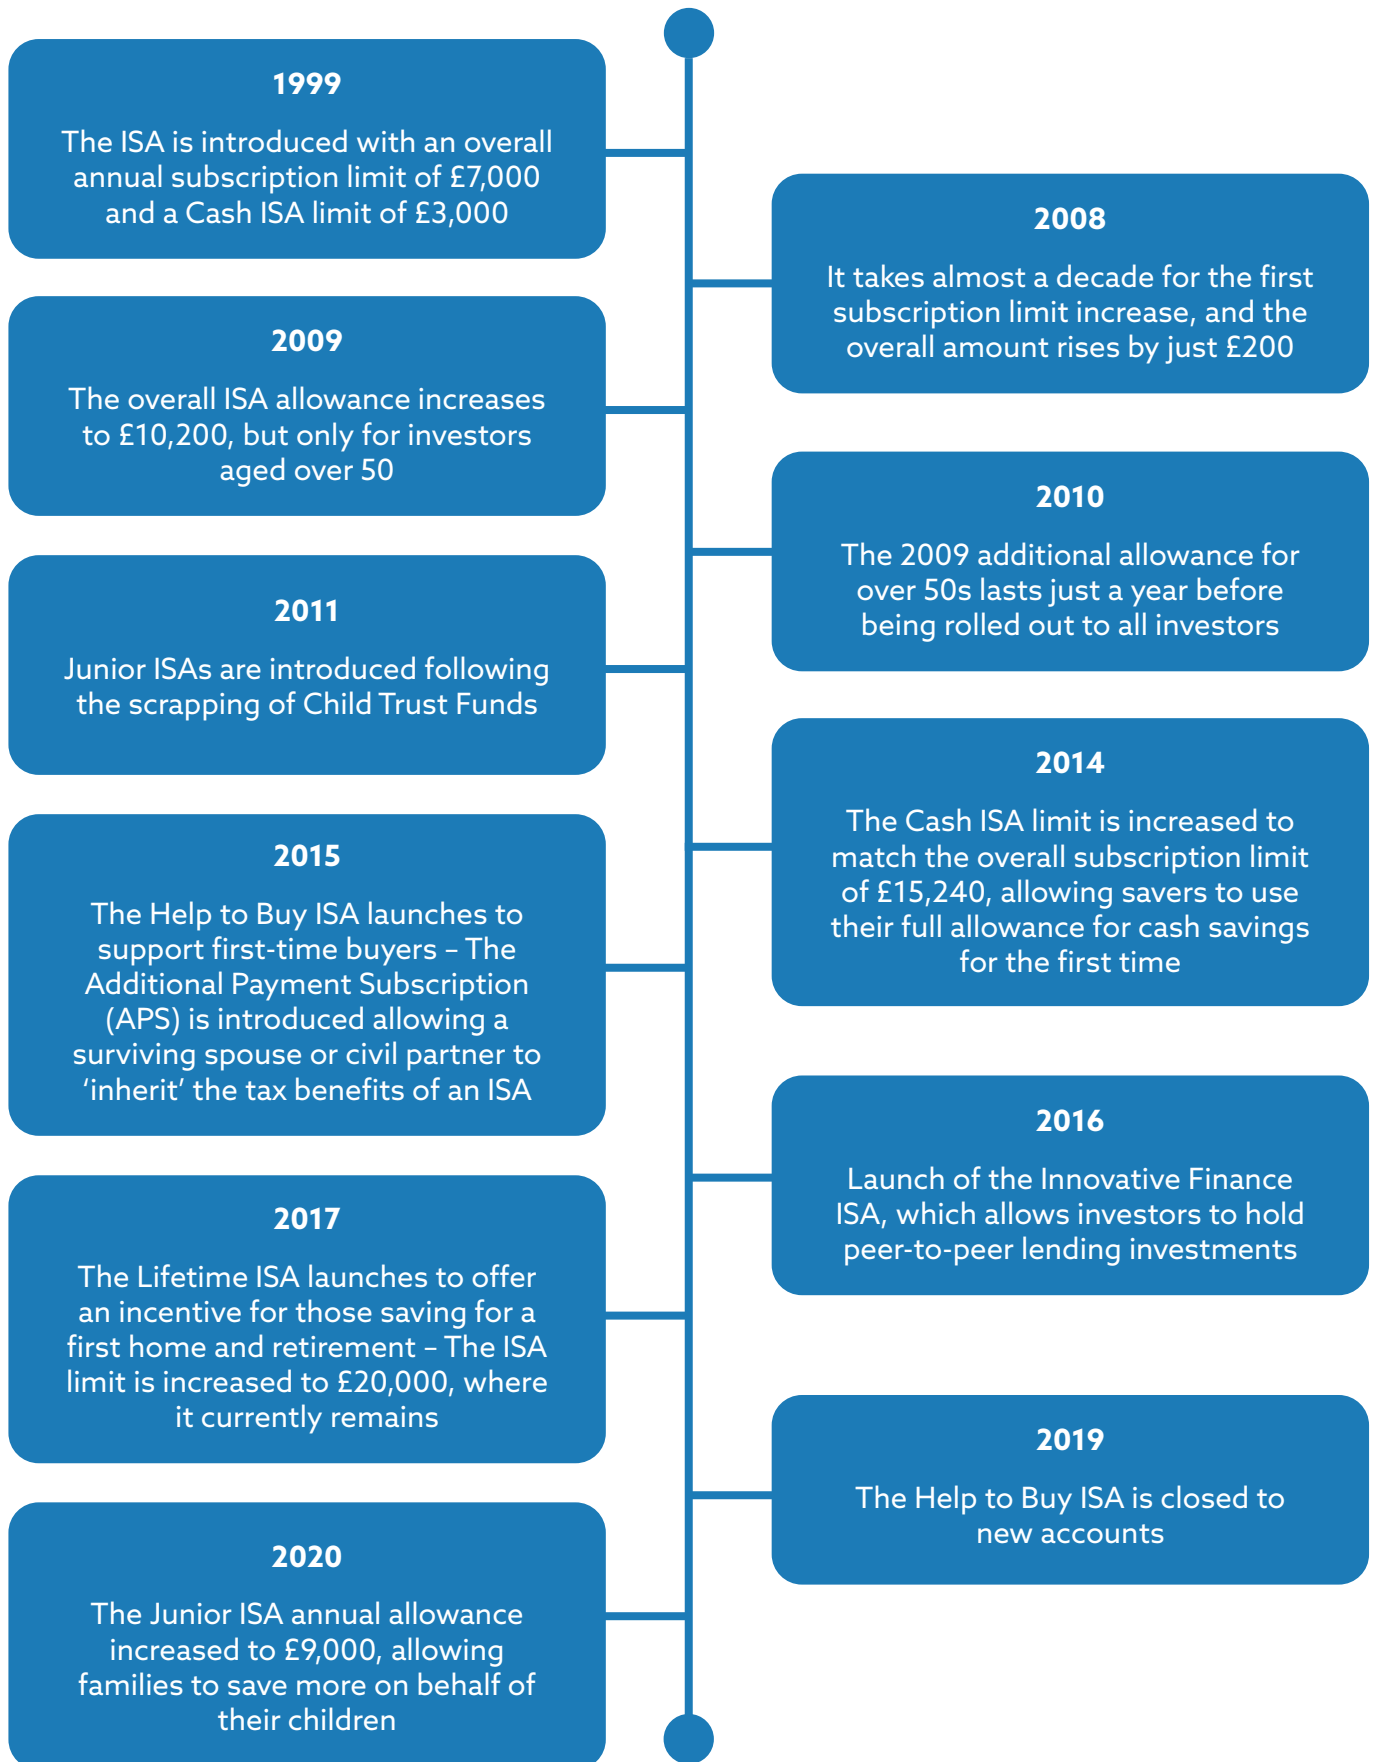 1999
The ISA is introduced with an overall
annual subscription limit of £7,000
and a Cash ISA limit of £3,000
2008
It takes almost a decade for the first
subscription limit increase, and the
overall amount rises by just £200
2009
The overall ISA allowance increases
to £10,200, but only for investors
aged over 50
2010
The 2009 additional allowance for
over 50s lasts just a year before
being rolled out to all investors
2011
Junior ISAs are introduced following
the scrapping of Child Trust Funds
2014
The Cash ISA limit is increased to
match the overall subscription limit
of £15,240, allowing savers to use
their full allowance for cash savings
for the first time
2015
The Help to Buy ISA launches to
support first-time buyers – The
Additional Payment Subscription
(APS) is introduced allowing a
surviving spouse or civil partner to
‘inherit’ the tax benefits of an ISA
2016
Launch of the Innovative Finance
ISA, which allows investors to hold
peer-to-peer lending investments
2017
The Lifetime ISA launches to offer
an incentive for those saving for a
first home and retirement – The ISA
limit is increased to £20,000, where
it currently remains
2019
The Help to Buy ISA is closed to
new accounts
2020
The Junior ISA annual allowance
increased to £9,000, allowing
families to save more on behalf of
their children